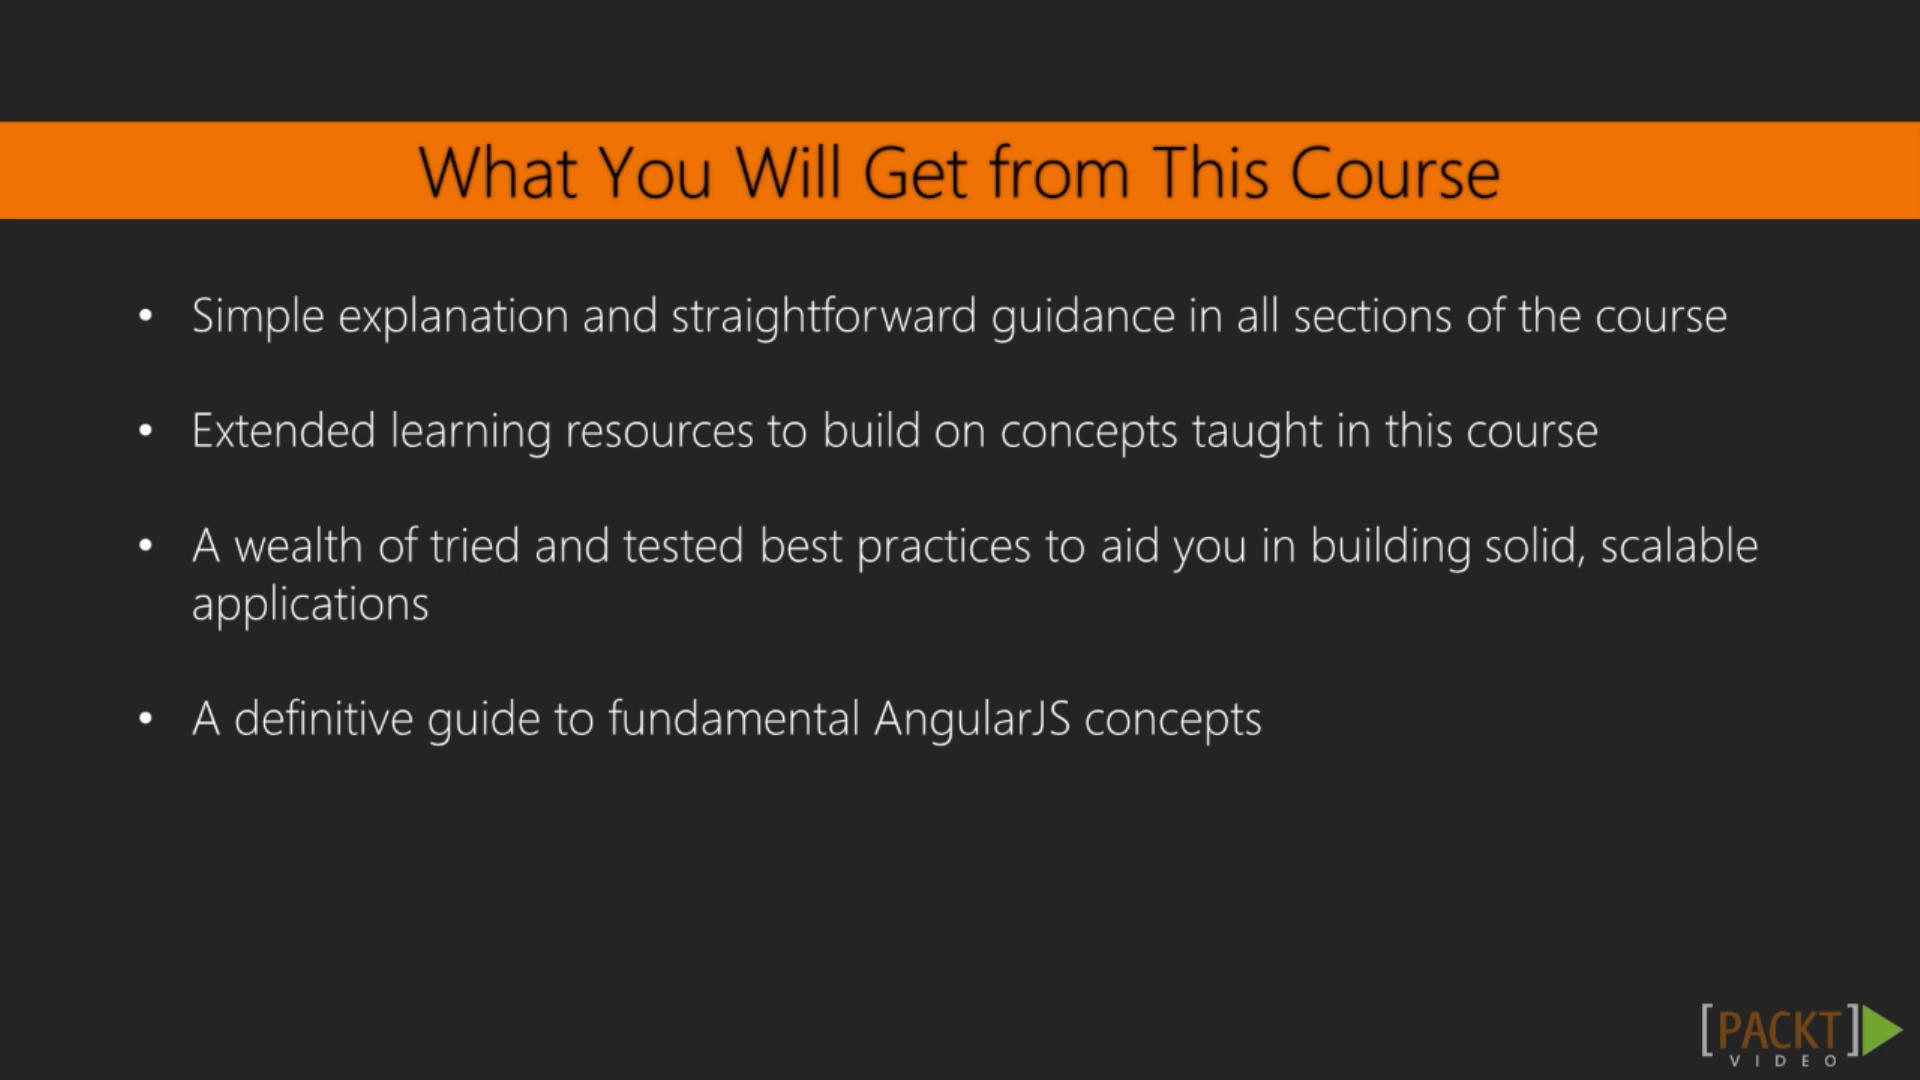 What You Will Get from This Course
• Simple explanation and straightforward guidance in all sections of the course
• Extended learning resources to build on concepts taught in this course
• A wealth of tried and tested best practices to aid you in building solid, scalable
applications
• A definitive guide to fundamental AngularJS concepts
[PACKT]
VIDEO